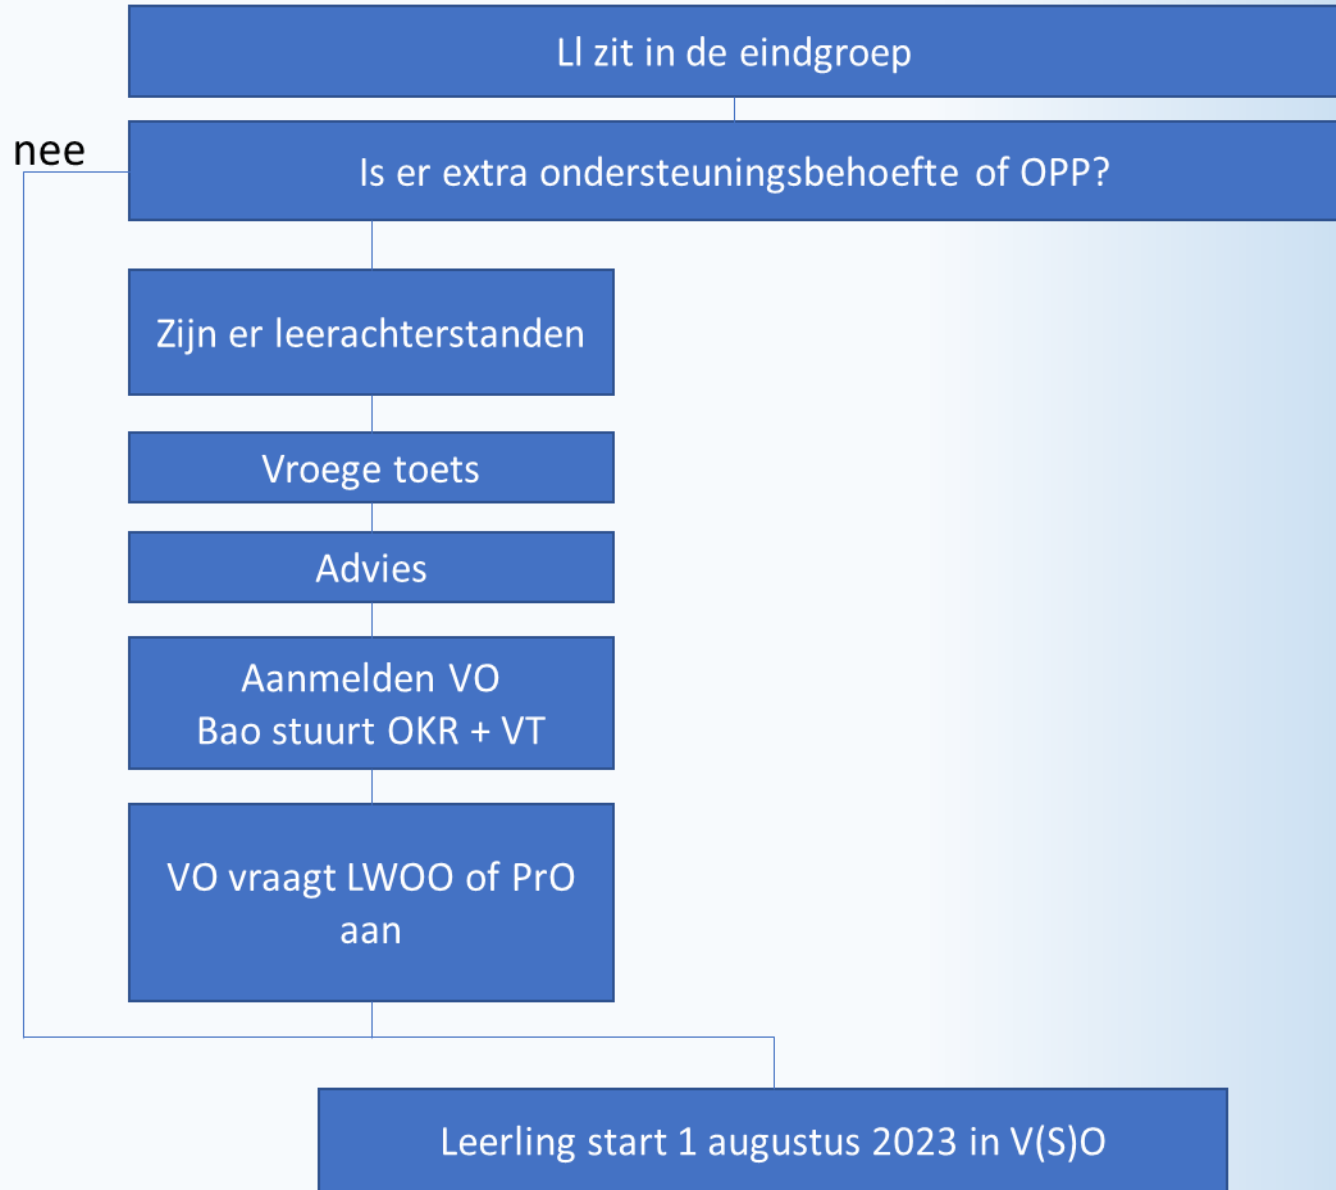 Ll zit in de eindgroep
nee
Is er extra ondersteuningsbehoefte of OPP?
Zijn er leerachterstanden
Vroege toets
Advies
Aanmelden VO
Bao stuurt OKR + VT
VO vraagt LWOO of PrO
aan
Leerling start 1 augustus 2023 in V(S)O